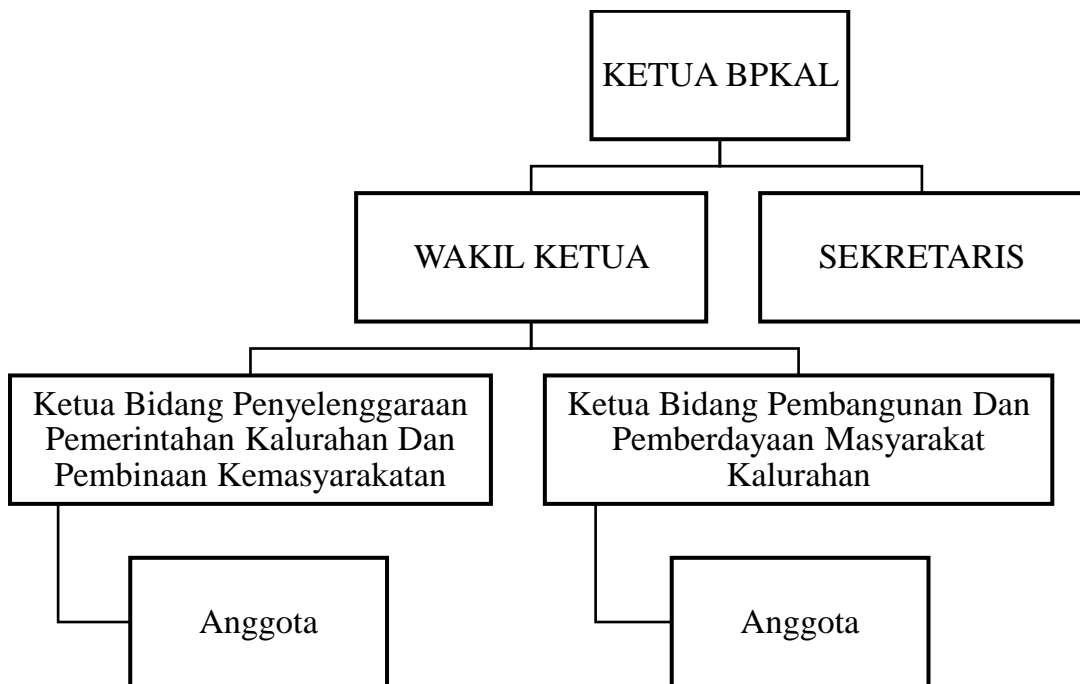 KETUA BPKAL
WAKIL KETUA
SEKRETARIS
Ketua Bidang Penyelenggaraan
Pemerintahan Kalurahan Dan
Pembinaan Kemasyarakatan
Ketua Bidang Pembangunan Dan
Pemberdayaan Masyarakat
Kalurahan
Anggota
Anggota